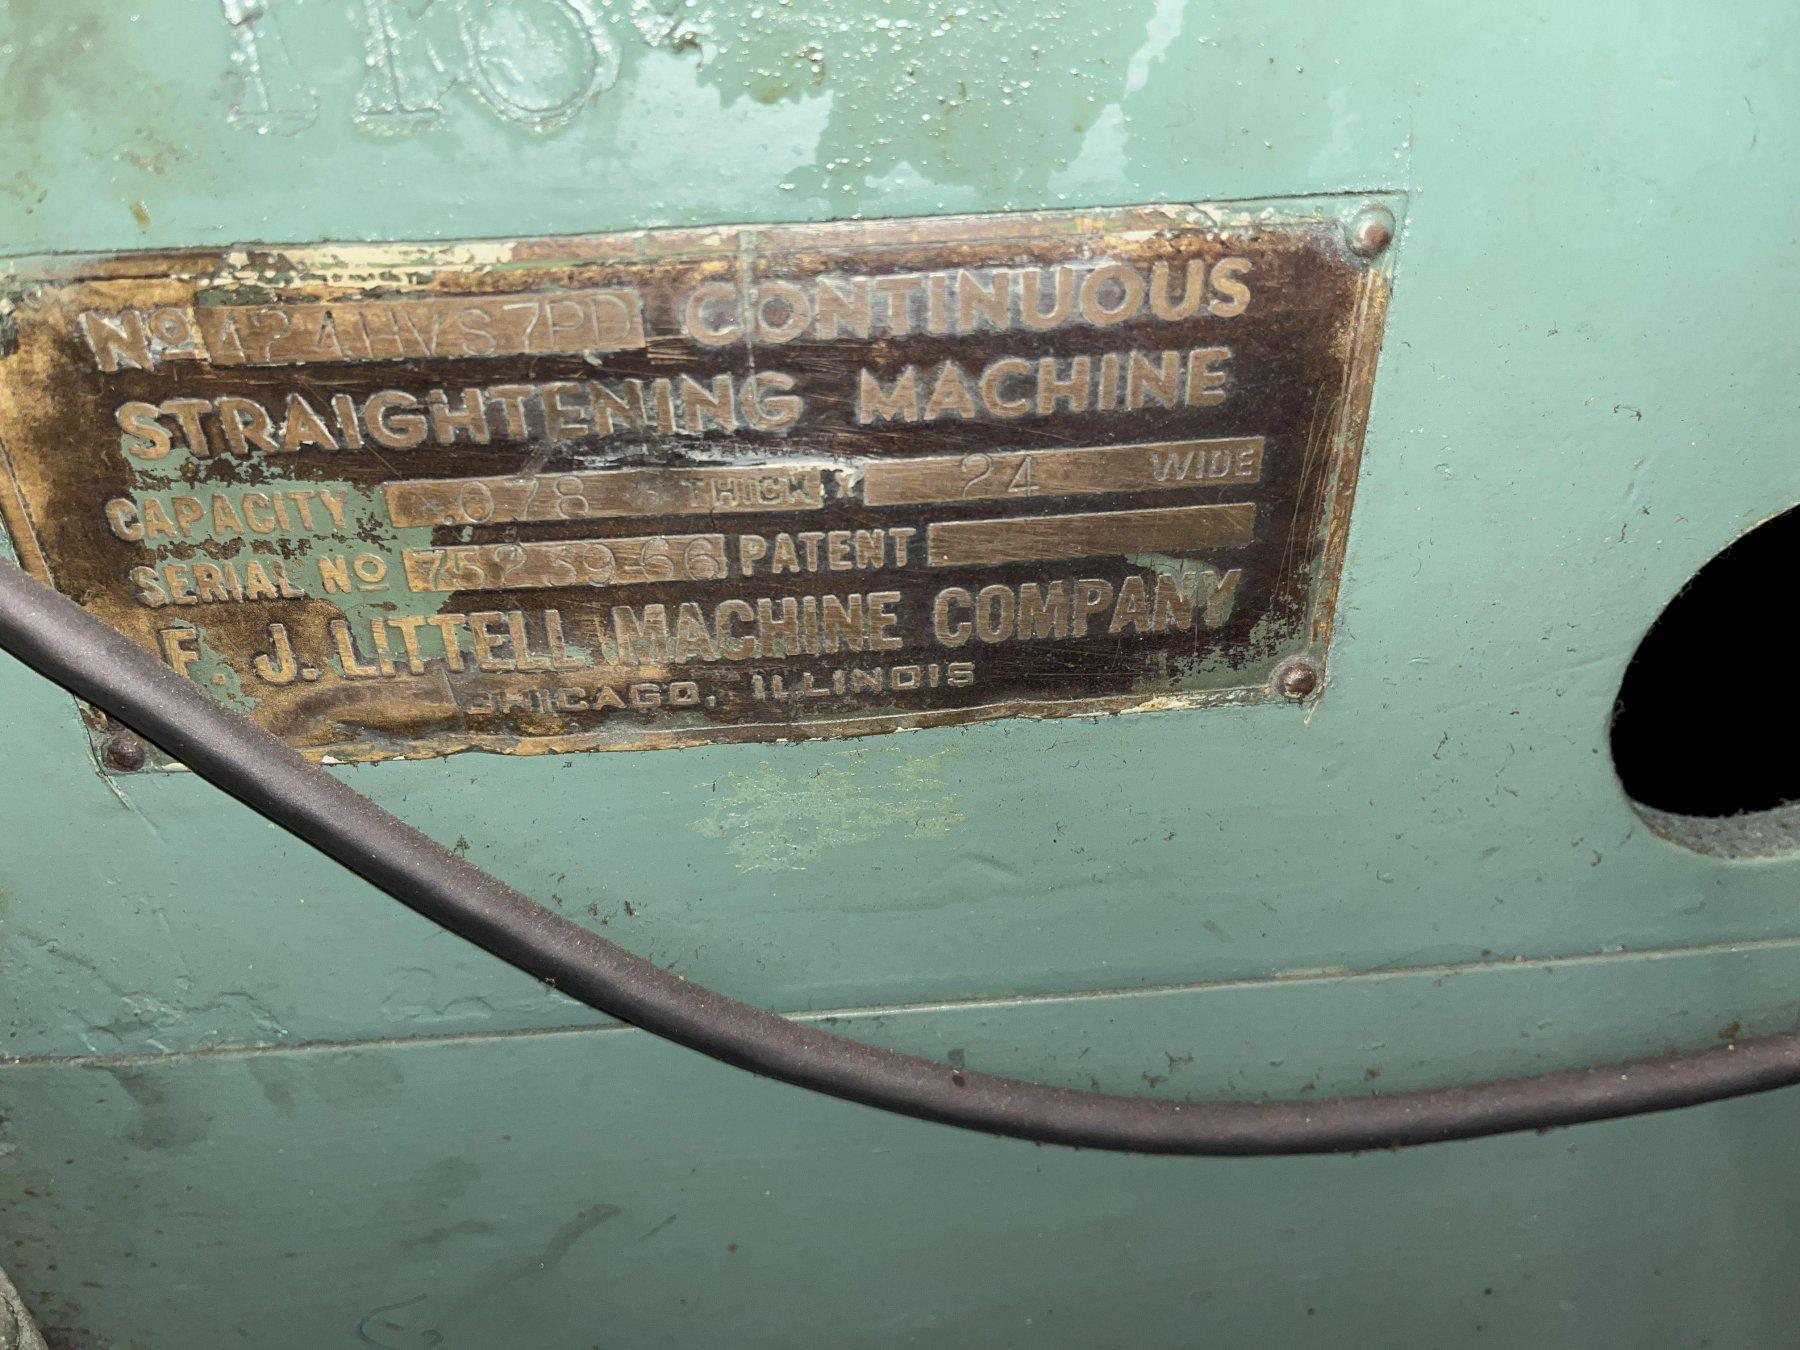 No 424HVS7PD CONTINUOUS
STRAIGHTENING MACHINE
CAPACITY .078 THICK X 24 WIDE
SERIAL No 75239-66 PATENT
F. J. LITTELL MACHINE COMPANY
CHICAGO, ILLINOIS